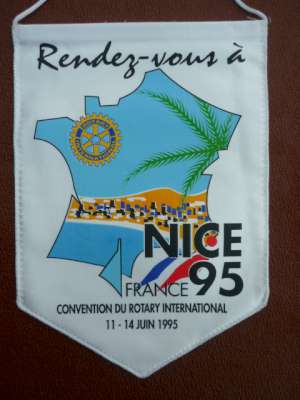 Rendez-vous à
NICE
FRANCE 95
CONVENTION DU ROTARY INTERNATIONAL
11 - 14 JUIN 1995